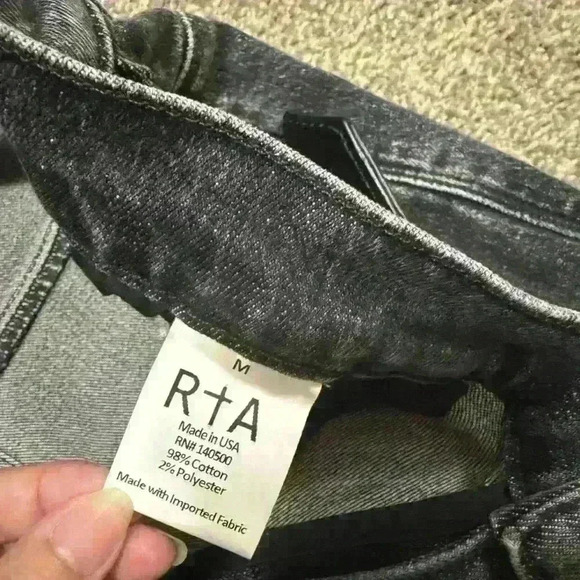 M
R†A
Made in USA
RN# 140500
98% Cotton
2% Polyester
Made with Imported Fabric